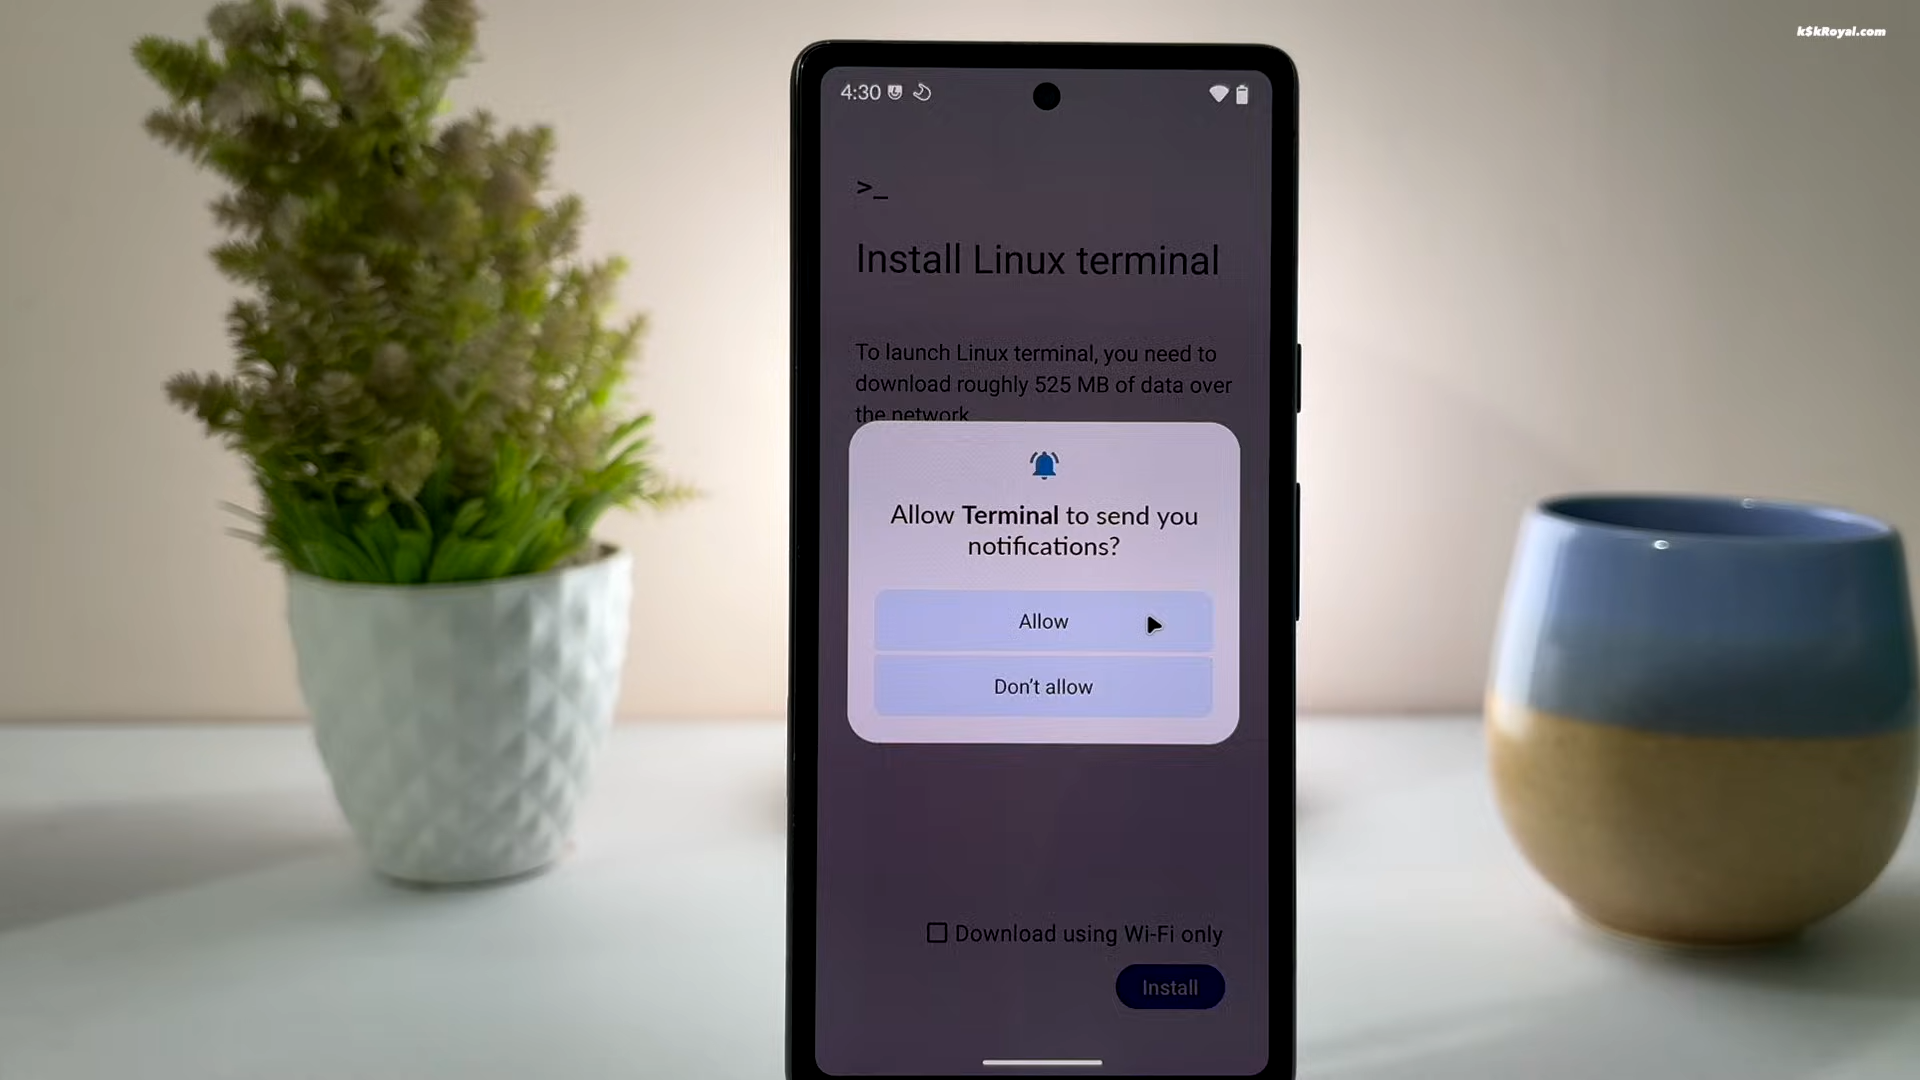 k$kRoyal.com
4:30
>_
Install Linux terminal
To launch Linux terminal, you need to
download roughly 525 MB of data over
the network
Allow Terminal to send you
notifications?
Allow
Don't allow
Download using Wi-Fi only
Install